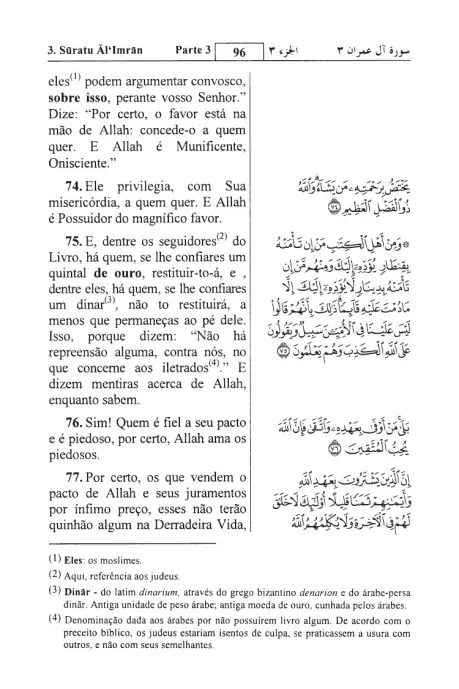 3. Sūratu Āl‘Imrān Parte 3 96 الجزء ٣ سورة آل عمران ٣
eles(1) podem argumentar convosco,
sobre isso, perante vosso Senhor.”
Dize: “Por certo, o favor está na
mão de Allah: concede-o a quem
quer. E Allah é Munificente,
Onisciente.”
74. Ele privilegia, com Sua
misericórdia, a quem quer. E Allah
é Possuidor do magnífico favor.
75. E, dentre os seguidores(2) do
Livro, há quem, se lhe confiares um
quintal de ouro, restituir-to-á, e ,
dentre eles, há quem, se lhe confiares
um dinar(3), não to restituirá, a
menos que permaneças ao pé dele.
Isso, porque dizem: “Não há
repreensão alguma, contra nós, no
que concerne aos iletrados(4).” E
dizem mentiras acerca de Allah,
enquanto sabem.
76. Sim! Quem é fiel a seu pacto
e é piedoso, por certo, Allah ama os
piedosos.
77. Por certo, os que vendem o
pacto de Allah e seus juramentos
por ínfimo preço, esses não terão
quinhão algum na Derradeira Vida,
يَخْتَصُّ بِرَحْمَتِهِۦ مَن يَشَآءُ ۗ وَٱللَّهُ
ذُو ٱلْفَضْلِ ٱلْعَظِيمِ ٧٤
۞ وَمِنْ أَهْلِ ٱلْكِتَٰبِ مَنْ إِن تَأْمَنْهُ
بِقِنطَارٍ يُؤَدِّهِۦٓ إِلَيْكَ وَمِنْهُم مَّنْ إِن
تَأْمَنْهُ بِدِينَارٍ لَّا يُؤَدِّهِۦٓ إِلَيْكَ إِلَّا
مَا دُمْتَ عَلَيْهِ قَآئِمًا ۗ ذَٰلِكَ بِأَنَّهُمْ قَالُوا۟
لَيْسَ عَلَيْنَا فِى ٱلْأُمِّيِّـۧنَ سَبِيلٌ وَيَقُولُونَ
عَلَى ٱللَّهِ ٱلْكَذِبَ وَهُمْ يَعْلَمُونَ ٧٥
بَلَىٰ مَنْ أَوْفَىٰ بِعَهْدِهِۦ وَٱتَّقَىٰ فَإِنَّ ٱللَّهَ
يُحِبُّ ٱلْمُتَّقِينَ ٧٦
إِنَّ ٱلَّذِينَ يَشْتَرُونَ بِعَهْدِ ٱللَّهِ
وَأَيْمَٰنِهِمْ ثَمَنًا قَلِيلًا أُو۟لَٰٓئِكَ لَا خَلَٰقَ
لَهُمْ فِى ٱلْـَٔاخِرَةِ وَلَا يُكَلِّمُهُمُ ٱللَّهُ
(1) Eles: os moslimes.
(2) Aqui, referência aos judeus.
(3) Dinār - do latim dinarium, através do grego bizantino denarion e do árabe-persa
dinār. Antiga unidade de peso árabe; antiga moeda de ouro, cunhada pelos árabes.
(4) Denominação dada aos árabes por não possuirem livro algum. De acordo com o
preceito bíblico, os judeus estariam isentos de culpa, se praticassem a usura com
outros, e não com seus semelhantes.